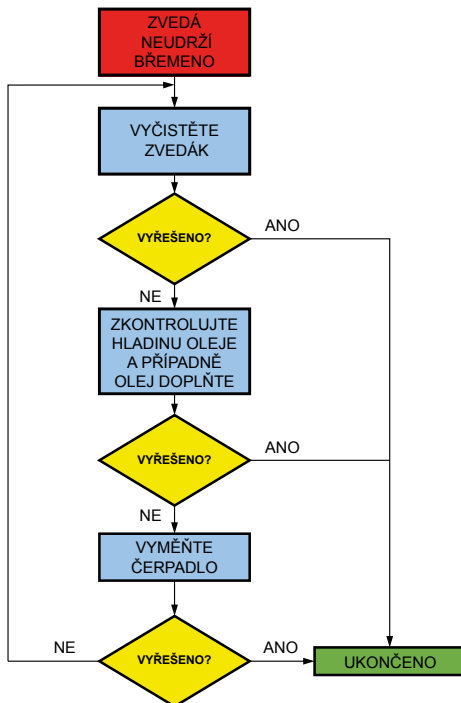 ZVEDÁ
NEUDRŽÍ
BŘEMENO
VYČISTĚTE
ZVEDÁK
VYŘEŠENO?
ANO
NE
ZKONTROLUJTE
HLADINU OLEJE
A PŘÍPADNĚ
OLEJ DOPLŇTE
VYŘEŠENO?
ANO
NE
VYMĚŇTE
ČERPADLO
NE
VYŘEŠENO?
ANO
UKONČENO